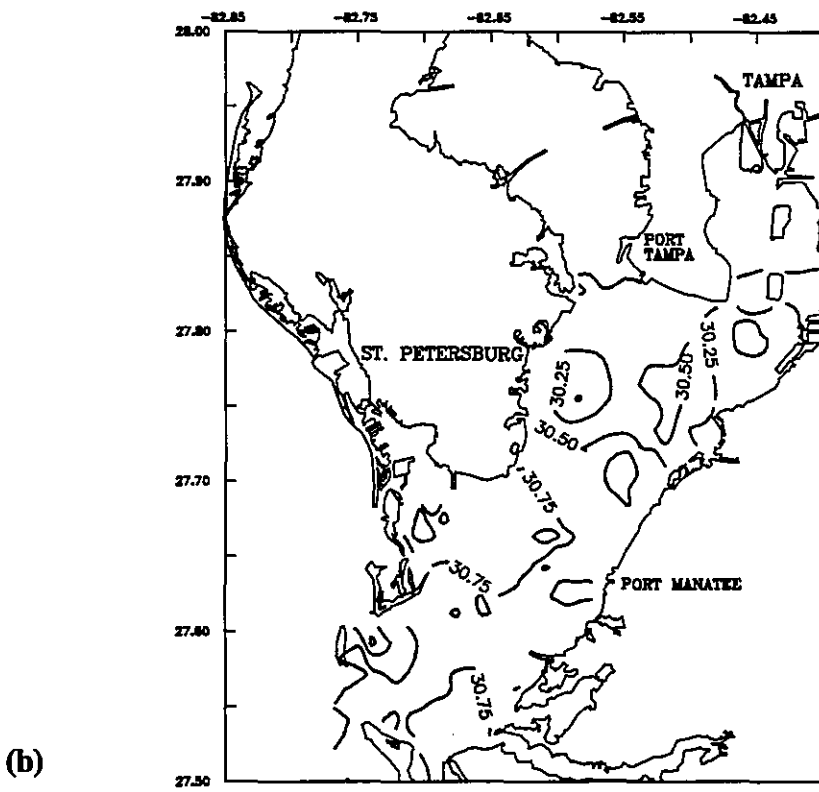 -82.85 -82.75 -82.65 -82.55 -82.45
28.00
TAMPA
27.90
PORT
TAMPA
27.80
ST. PETERSBURG
30.25
30.50
30.25
30.50
27.70
30.75
30.75
PORT MANATEE
27.60
30.75
(b)
27.50